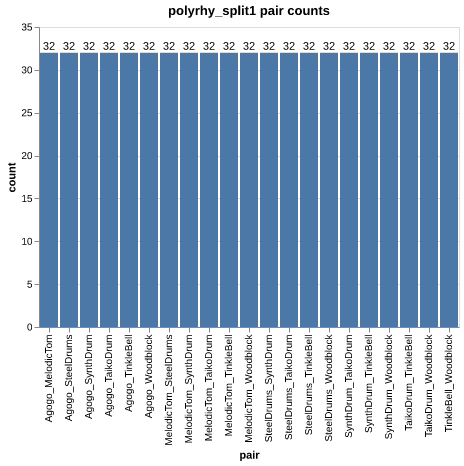 polyrhy_split1 pair counts
35
30
25
20
15
10
5
0
count
32 32 32 32 32 32 32 32 32 32 32 32 32 32 32 32 32 32 32 32 32
Agogo_MelodicTom
Agogo_SteelDrums
Agogo_SynthDrum
Agogo_TaikoDrum
Agogo_TinkleBell
Agogo_Woodblock
MelodicTom_SteelDrums
MelodicTom_SynthDrum
MelodicTom_TaikoDrum
MelodicTom_TinkleBell
MelodicTom_Woodblock
SteelDrums_SynthDrum
SteelDrums_TaikoDrum
SteelDrums_TinkleBell
SteelDrums_Woodblock
SynthDrum_TaikoDrum
SynthDrum_TinkleBell
SynthDrum_Woodblock
TaikoDrum_TinkleBell
TaikoDrum_Woodblock
TinkleBell_Woodblock
pair